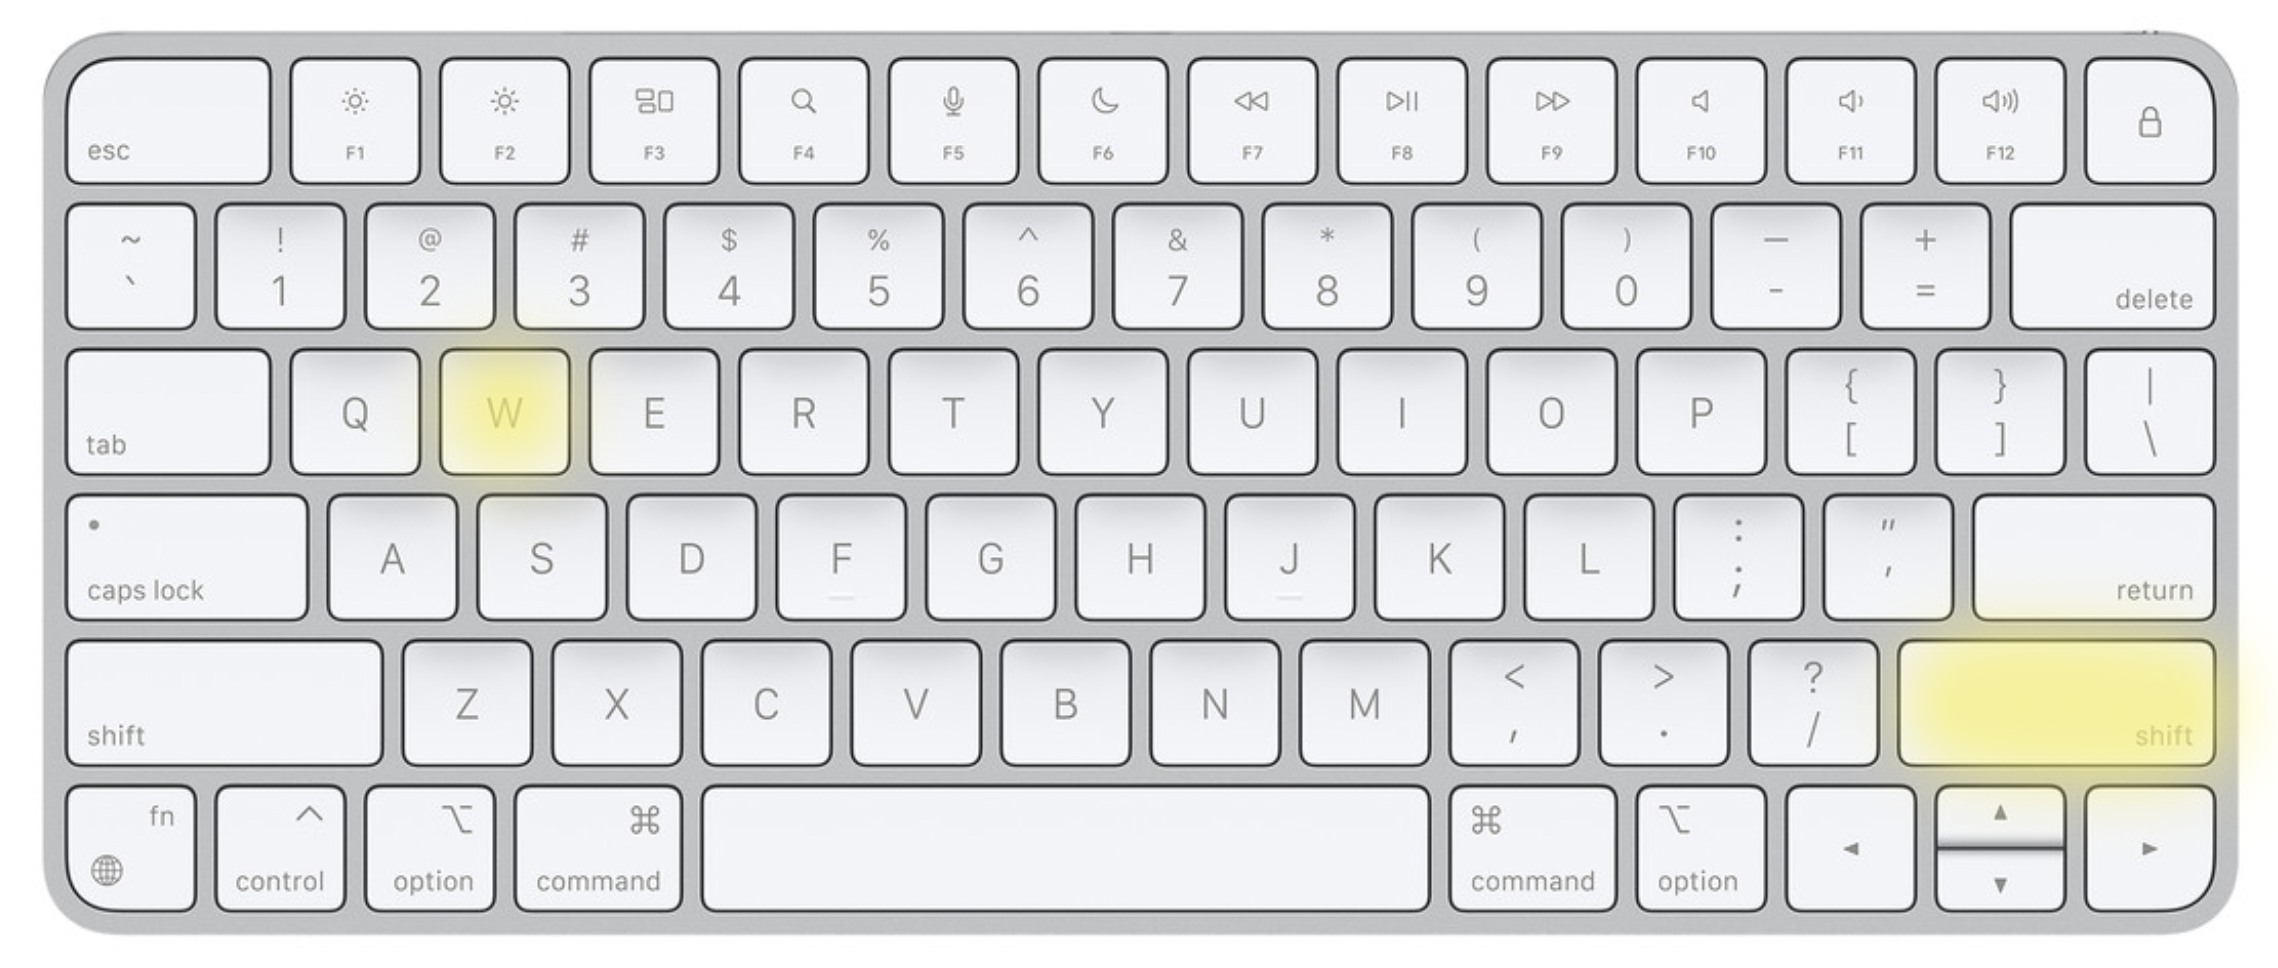 esc F1 F2 F3 F4 F5 F6 F7 F8 F9 F10 F11 F12
~ ! @ # $ % ^ & * ( ) — +
` 1 2 3 4 5 6 7 8 9 0 - = delete
tab Q W E R T Y U I O P { } |
[ ] \
caps lock A S D F G H J K L : "
; ' return
shift Z X C V B N M < > ?
, . / shift
fn ^ ⌥ ⌘ ⌘ ⌥ ▲
◀ ▶
control option command command option ▼